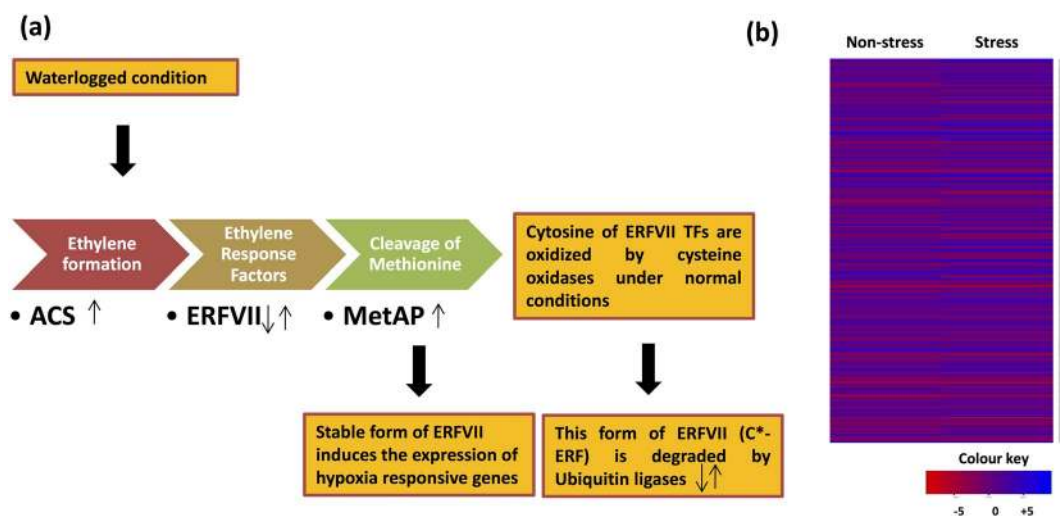 (a)
Waterlogged condition
Ethylene
formation
Ethylene
Response
Factors
Cleavage of
Methionine
• ACS ↑
• ERFVII↓↑
• MetAP ↑
Cytosine of ERFVII TFs are
oxidized by cysteine
oxidases under normal
conditions
Stable form of ERFVII
induces the expression of
hypoxia responsive genes
This form of ERFVII (C*-
ERF) is degraded by
Ubiquitin ligases ↓↑
(b)
Non-stress Stress
Colour key
-5 0 +5